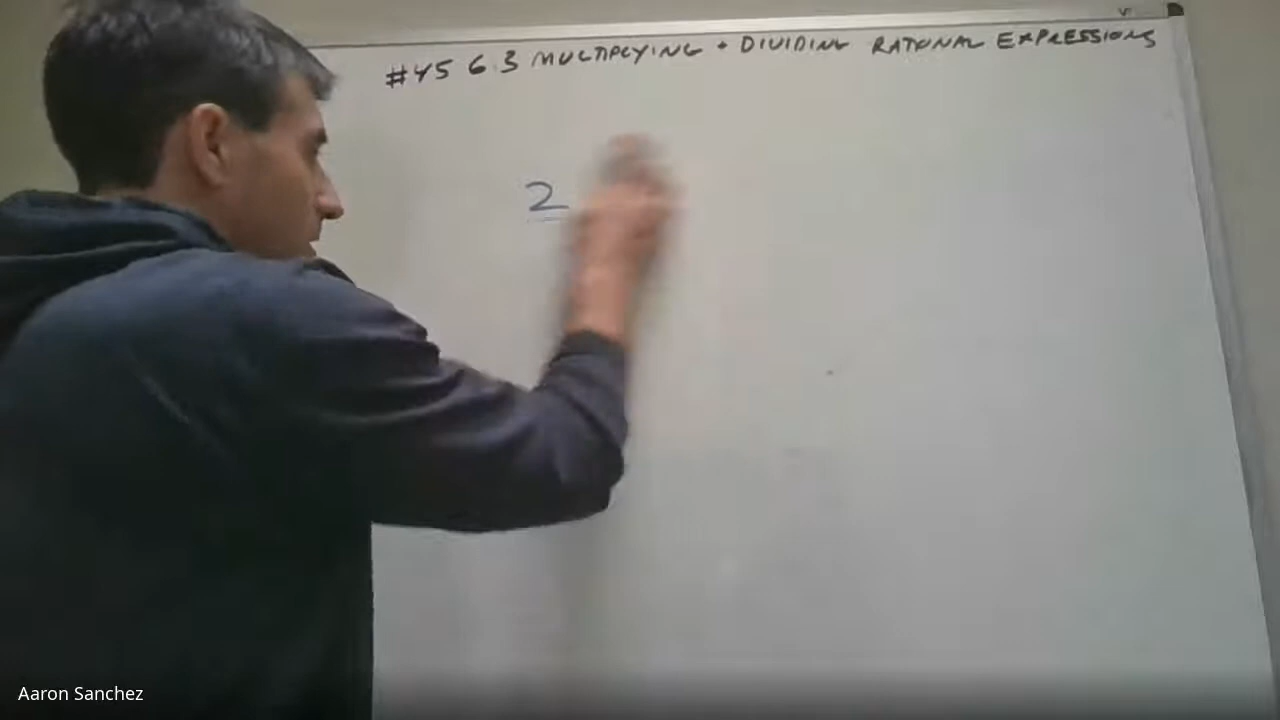 #45 6.3 MULTIPLYING + DIVIDING RATIONAL EXPRESSIONS
2
Aaron Sanchez